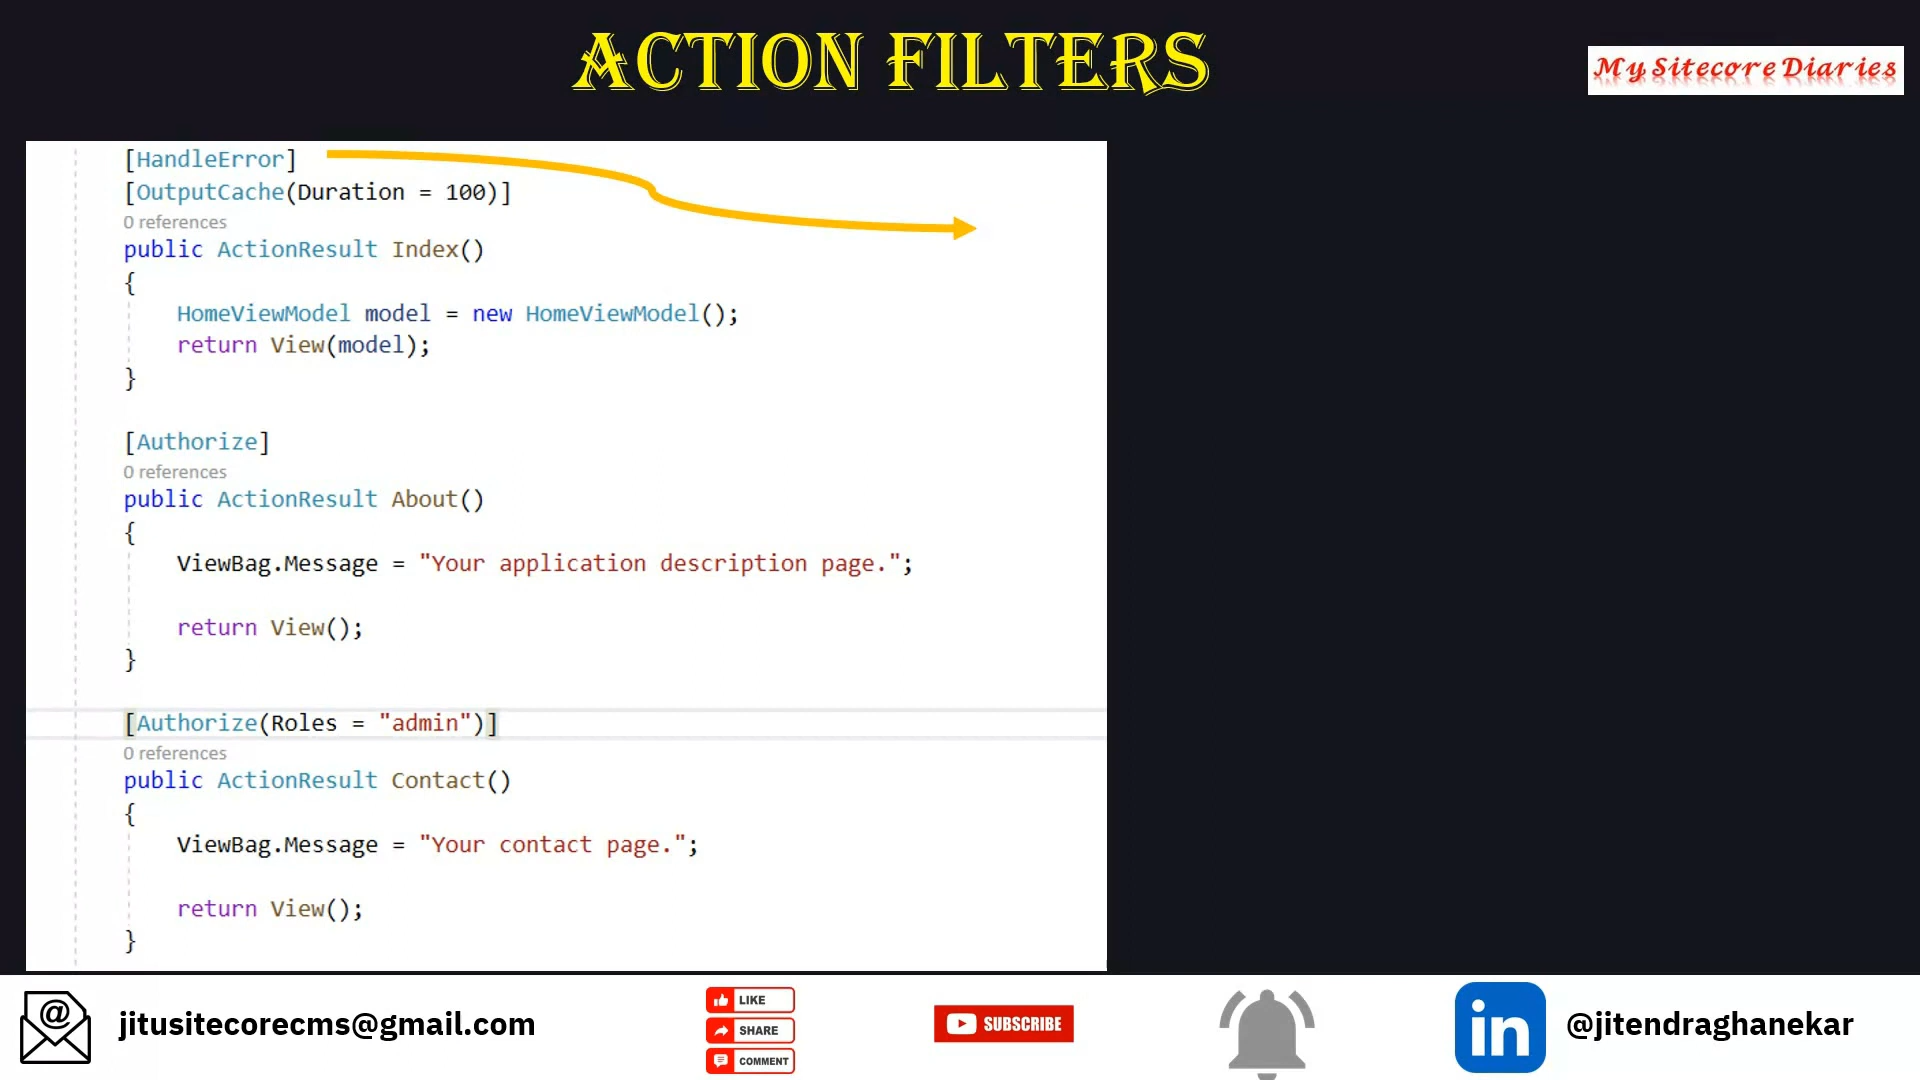 ACTION FILTERS
My Sitecore Diaries
[HandleError]
[OutputCache(Duration = 100)]
0 references
public ActionResult Index()
{
HomeViewModel model = new HomeViewModel();
return View(model);
}
[Authorize]
0 references
public ActionResult About()
{
ViewBag.Message = "Your application description page.";
return View();
}
[Authorize(Roles = "admin")]
0 references
public ActionResult Contact()
{
ViewBag.Message = "Your contact page.";
return View();
}
@
jitusitecorecms@gmail.com
LIKE
SHARE
COMMENT
SUBSCRIBE
in
@jitendraghanekar